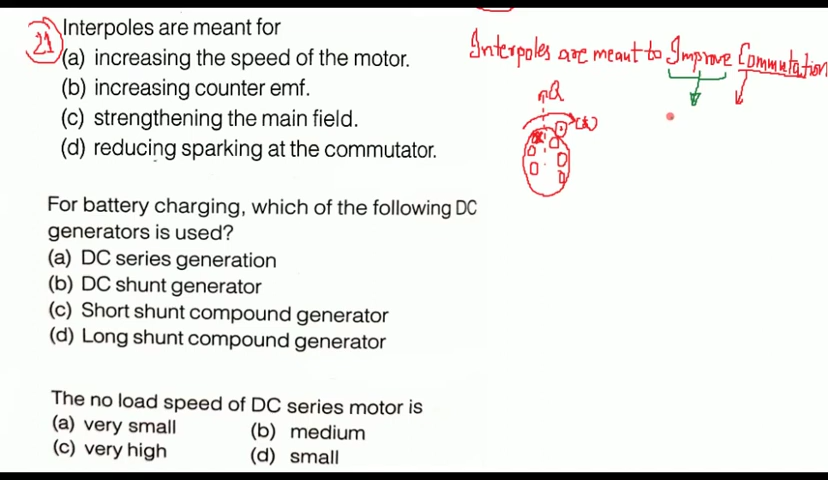 21
Interpoles are meant for
(a) increasing the speed of the motor.
(b) increasing counter emf.
(c) strengthening the main field.
(d) reducing sparking at the commutator.
Interpoles are meant to Improve Commutation
For battery charging, which of the following DC
generators is used?
(a) DC series generation
(b) DC shunt generator
(c) Short shunt compound generator
(d) Long shunt compound generator
The no load speed of DC series motor is
(a) very small (b) medium
(c) very high (d) small